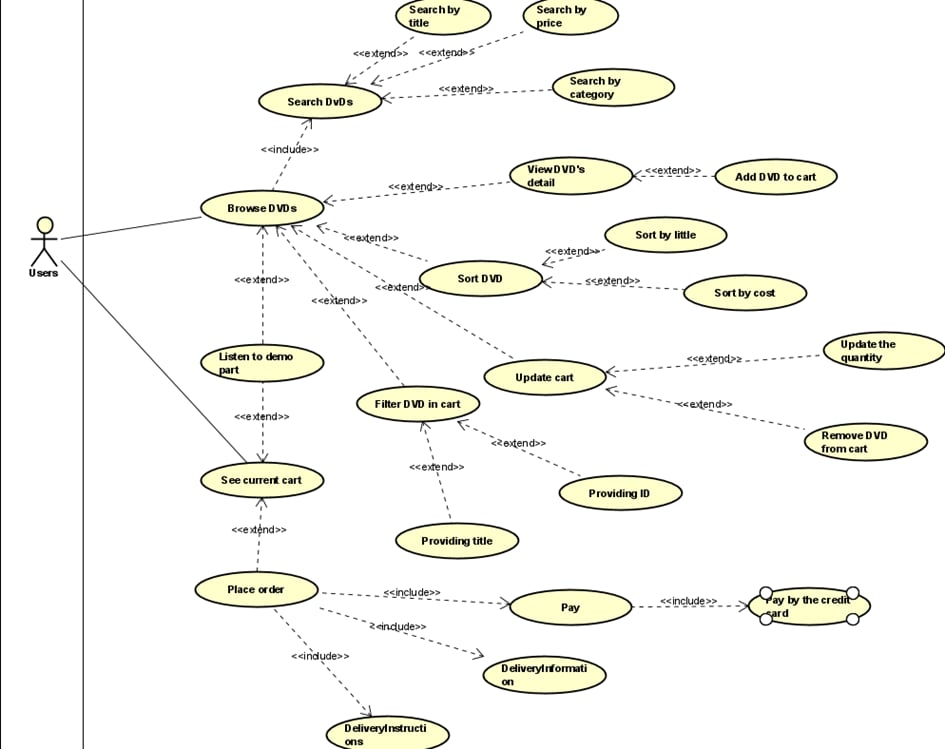 Search by
title
Search by
price
<<extend>>
<<extend>>
Search by
category
<<extend>>
Search DvDs
<<include>>
View DVD's
detail
<<extend>>
Add DVD to cart
<<extend>>
Browse DVDs
Sort by little
<<extend>>
<<extend>>
Users
Sort DVD
<<extend>>
<<extend>>
<<extend>>
Sort by cost
<<extend>>
Update the
quantity
Listen to demo
part
<<extend>>
Update cart
Filter DVD in cart
<<extend>>
<<extend>>
Remove DVD
from cart
<<extend>>
<<extend>>
See current cart
Providing ID
<<extend>>
Providing title
Place order
<<include>>
<<include>>
Pay by the credit
card
Pay
<<include>>
<<include>>
DeliveryInformati
on
DeliveryInstructi
ons